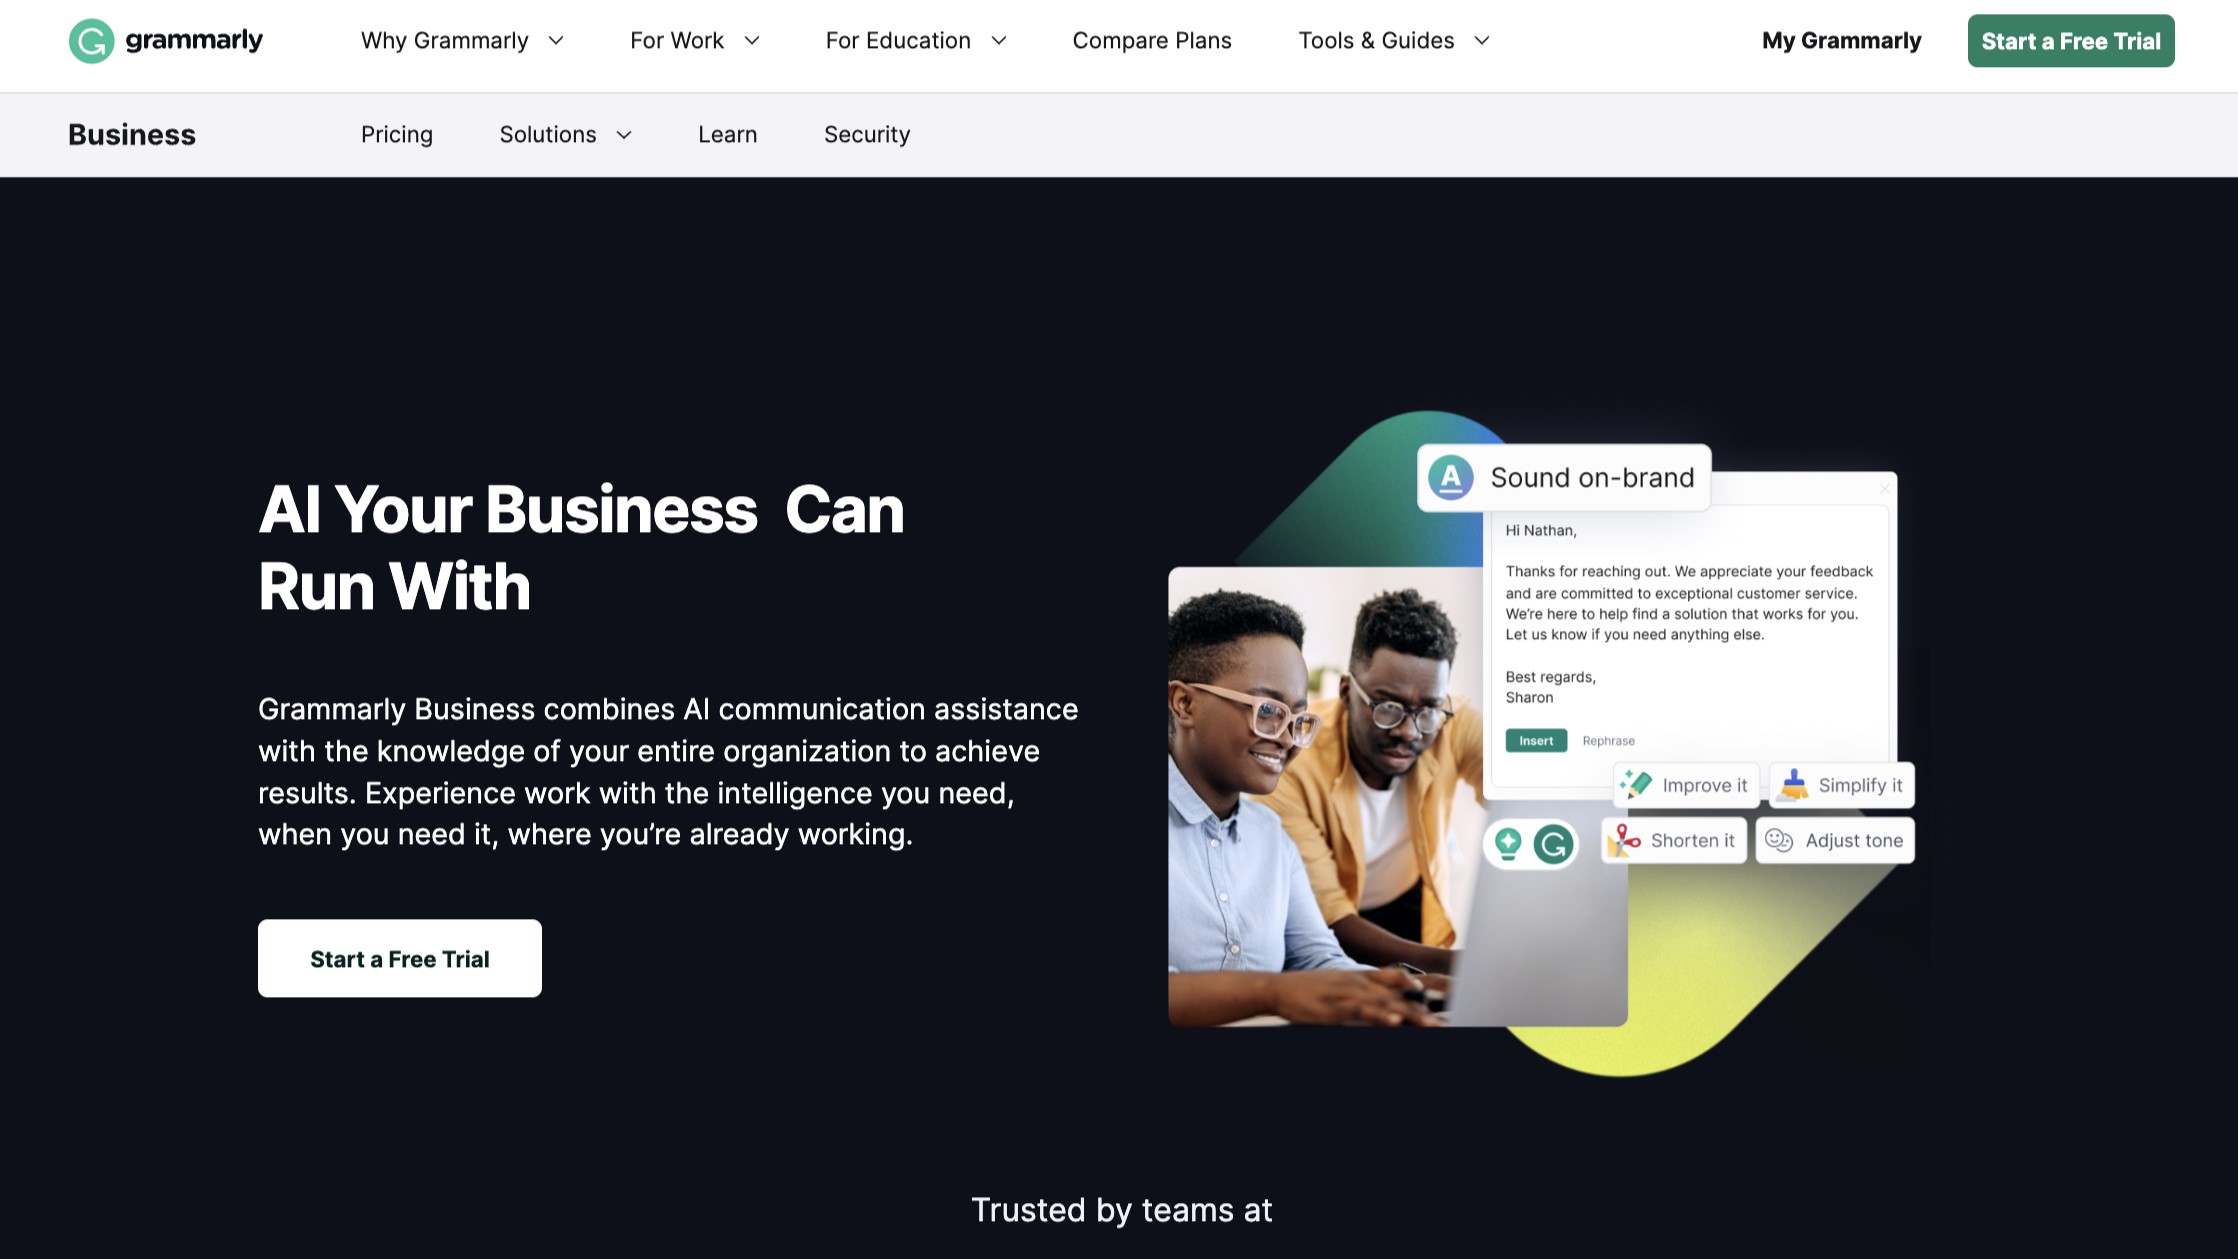 grammarly
Why Grammarly
For Work
For Education
Compare Plans
Tools & Guides
My Grammarly
Start a Free Trial
Business
Pricing
Solutions
Learn
Security
AI Your Business  Can
Run With
Grammarly Business combines AI communication assistance
with the knowledge of your entire organization to achieve
results. Experience work with the intelligence you need,
when you need it, where you’re already working.
Start a Free Trial
A Sound on-brand
Hi Nathan,
Thanks for reaching out. We appreciate your feedback
and are committed to exceptional customer service.
We’re here to help find a solution that works for you.
Let us know if you need anything else.
Best regards,
Sharon
Insert
Rephrase
Improve it
Simplify it
Shorten it
Adjust tone
Trusted by teams at